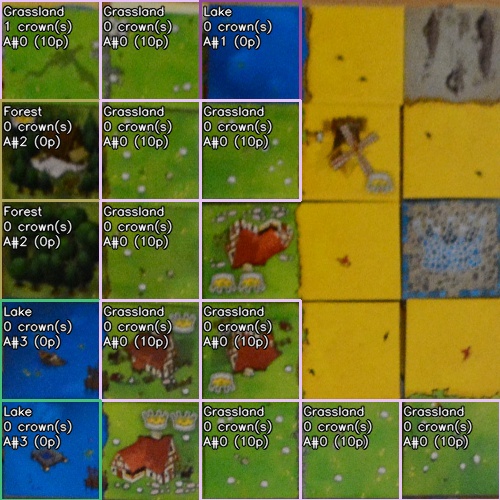 Grassland
1 crown(s)
A#0 (10p)
Grassland
0 crown(s)
A#0 (10p)
Lake
0 crown(s)
A#1 (0p)
Forest
0 crown(s)
A#2 (0p)
Grassland
0 crown(s)
A#0 (10p)
Grassland
0 crown(s)
A#0 (10p)
Forest
0 crown(s)
A#2 (0p)
Grassland
0 crown(s)
A#0 (10p)
Lake
0 crown(s)
A#3 (0p)
Grassland
0 crown(s)
A#0 (10p)
Grassland
0 crown(s)
A#0 (10p)
Lake
0 crown(s)
A#3 (0p)
Grassland
0 crown(s)
A#0 (10p)
Grassland
0 crown(s)
A#0 (10p)
Grassland
0 crown(s)
A#0 (10p)